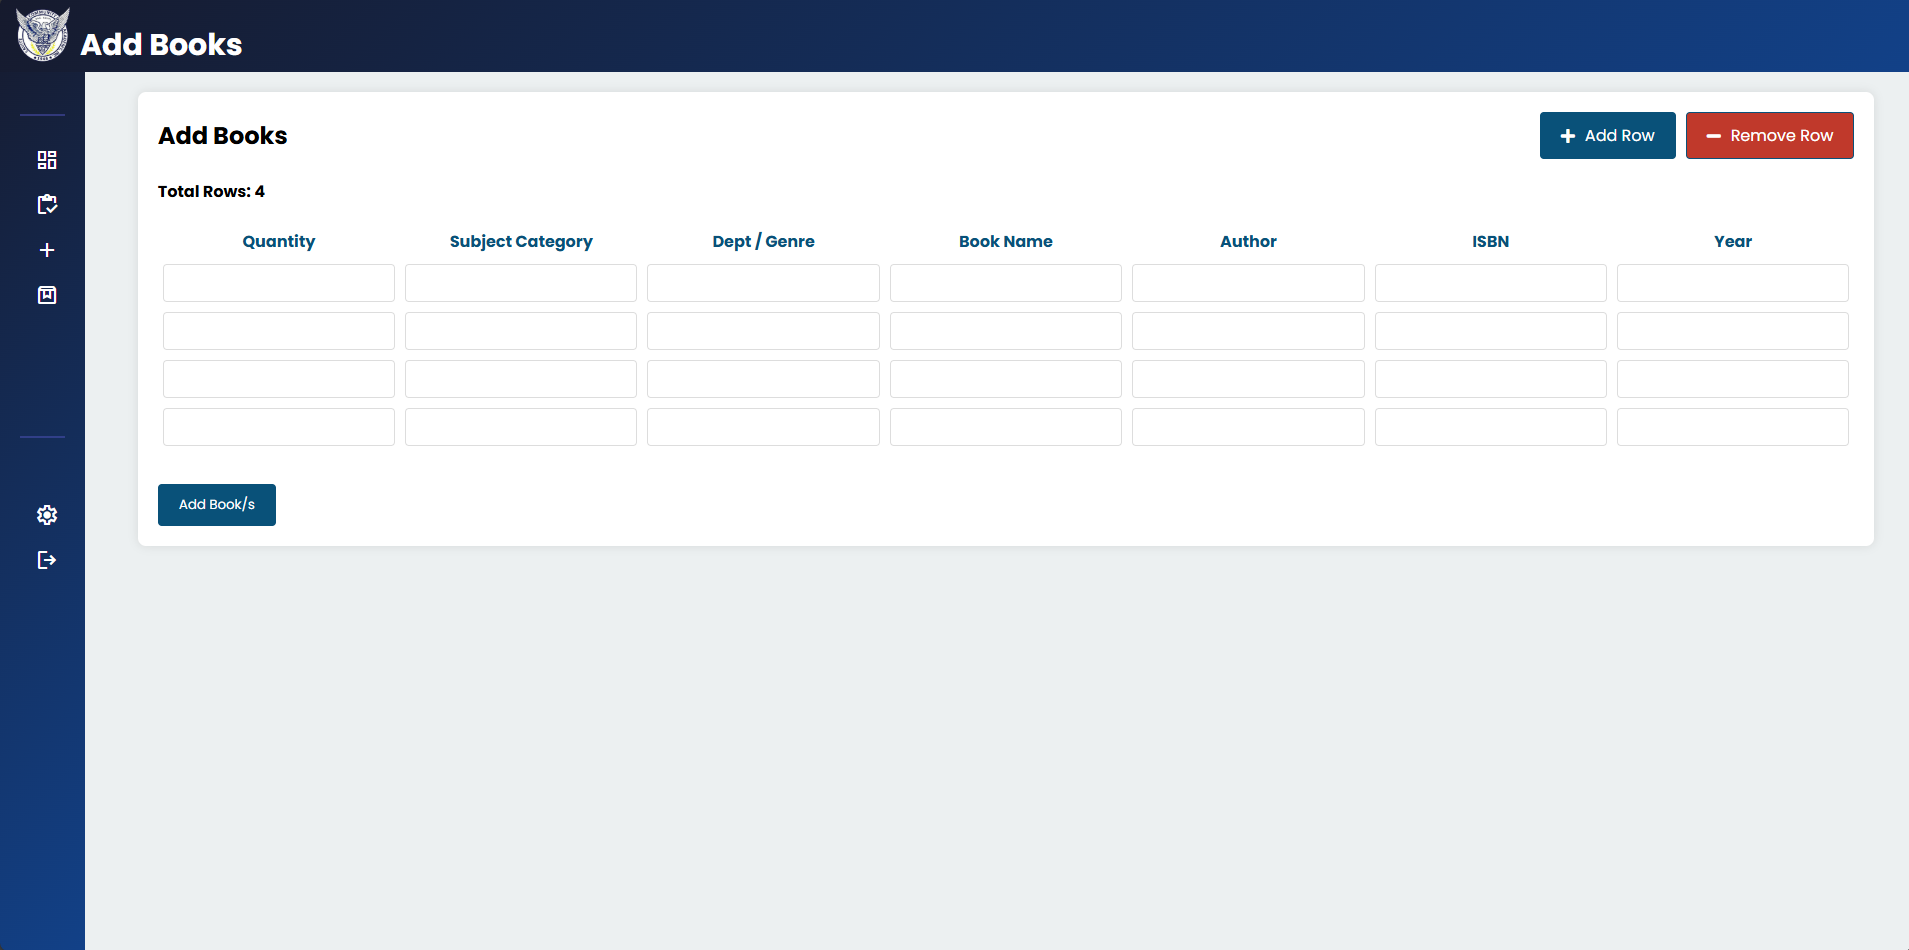 Add Books
Add Books
Add Row
Remove Row
Total Rows: 4
Quantity Subject Category Dept / Genre Book Name Author ISBN Year
Add Book/s